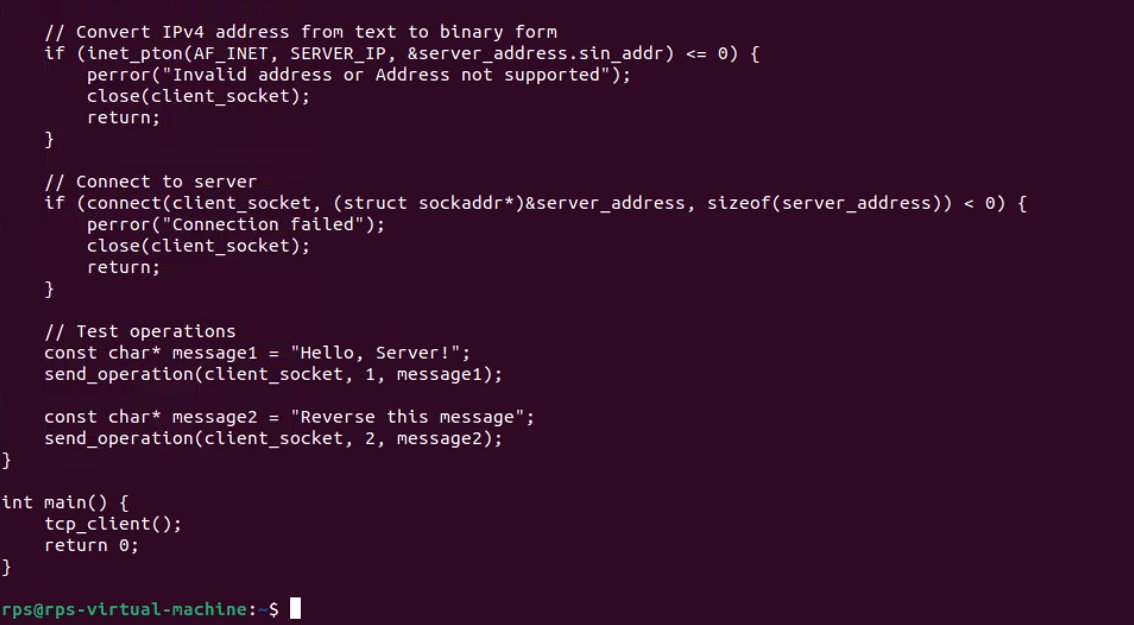 // Convert IPv4 address from text to binary form
    if (inet_pton(AF_INET, SERVER_IP, &server_address.sin_addr) <= 0) {
        perror("Invalid address or Address not supported");
        close(client_socket);
        return;
    }

    // Connect to server
    if (connect(client_socket, (struct sockaddr*)&server_address, sizeof(server_address)) < 0) {
        perror("Connection failed");
        close(client_socket);
        return;
    }

    // Test operations
    const char* message1 = "Hello, Server!";
    send_operation(client_socket, 1, message1);

    const char* message2 = "Reverse this message";
    send_operation(client_socket, 2, message2);
}

int main() {
    tcp_client();
    return 0;
}

rps@rps-virtual-machine:~$